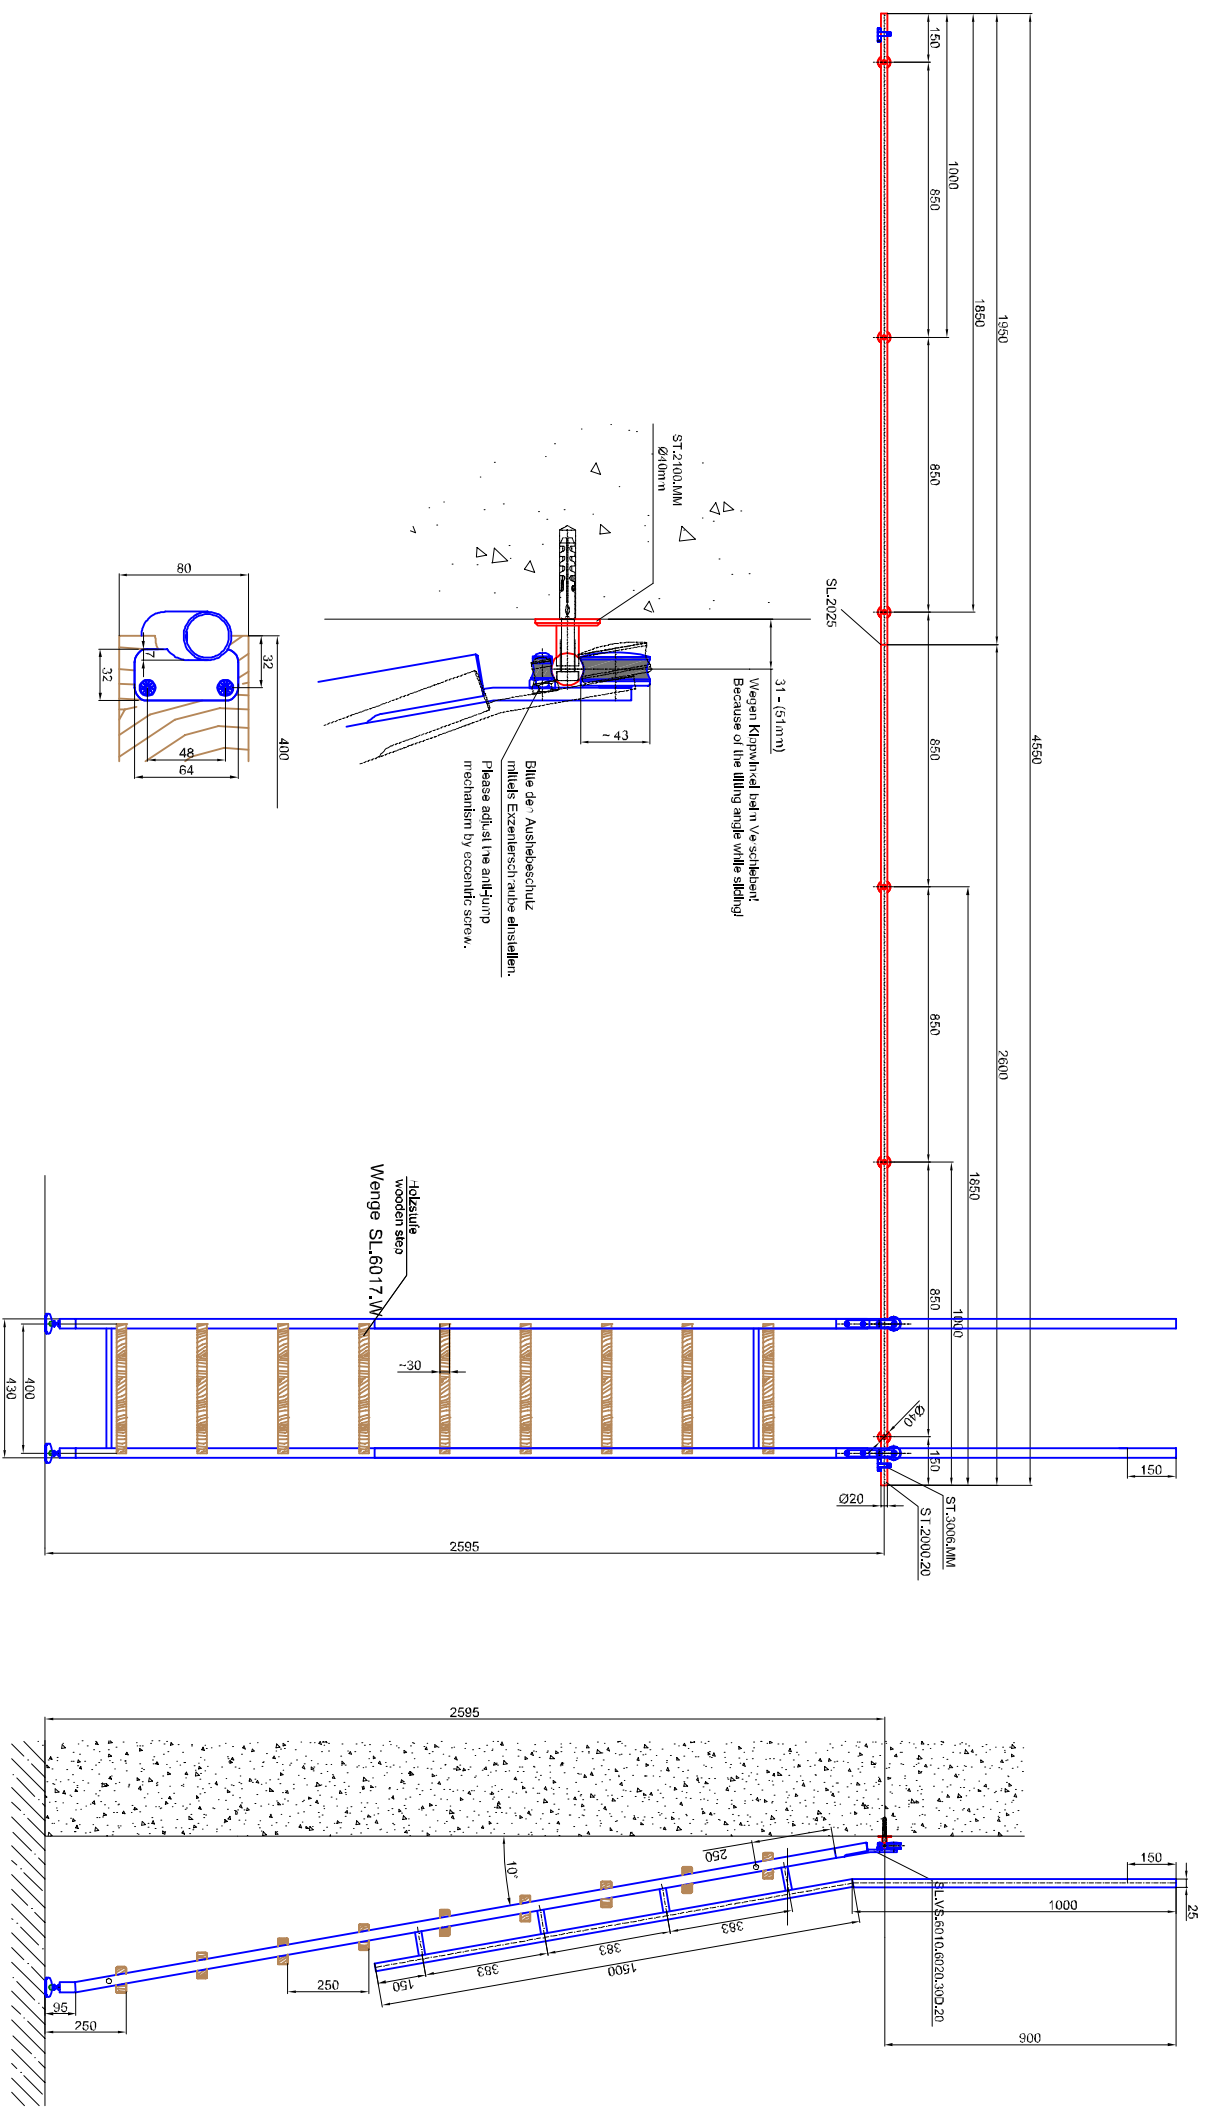 4550
1950
2600
1850
1850
1000
1000
150
850
850
850
850
850
150
Ø40
Ø20
ST.3006.MM
ST.2000.20
SL.2025
150
31 - (51mm)
Wegen Kippwinkel beim Verschieben!
Because of the tilting angle while sliding!
ST.2100.MM
Ø40mm
~ 43
Bitte den Aushebeschutz
mittels Exzenterschraube einstellen.
Please adjust the anti-jump
mechanism by eccentric screw.
80
32
7
32
400
48
64
Holzstufe
wooden step
Wenge SL.6017.W
~30
400
430
2595
2595
150
25
1000
900
SL.VS.6010.6020.30D.20
250
10°
383
383
383
150
1500
250
95
250